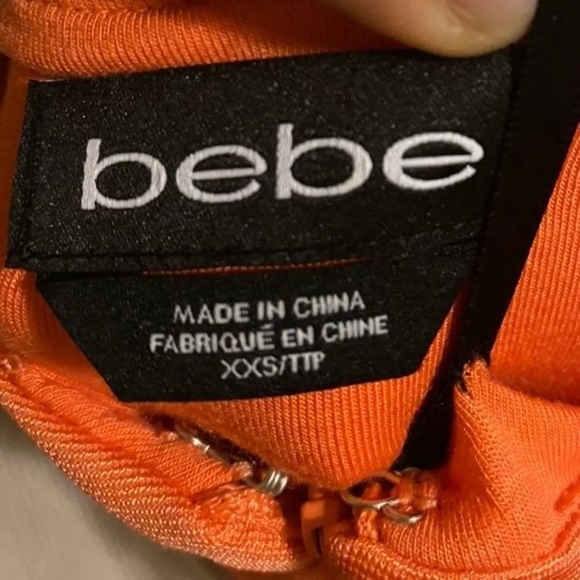 bebe
MADE IN CHINA
FABRIQUÉ EN CHINE
XXS/TTP